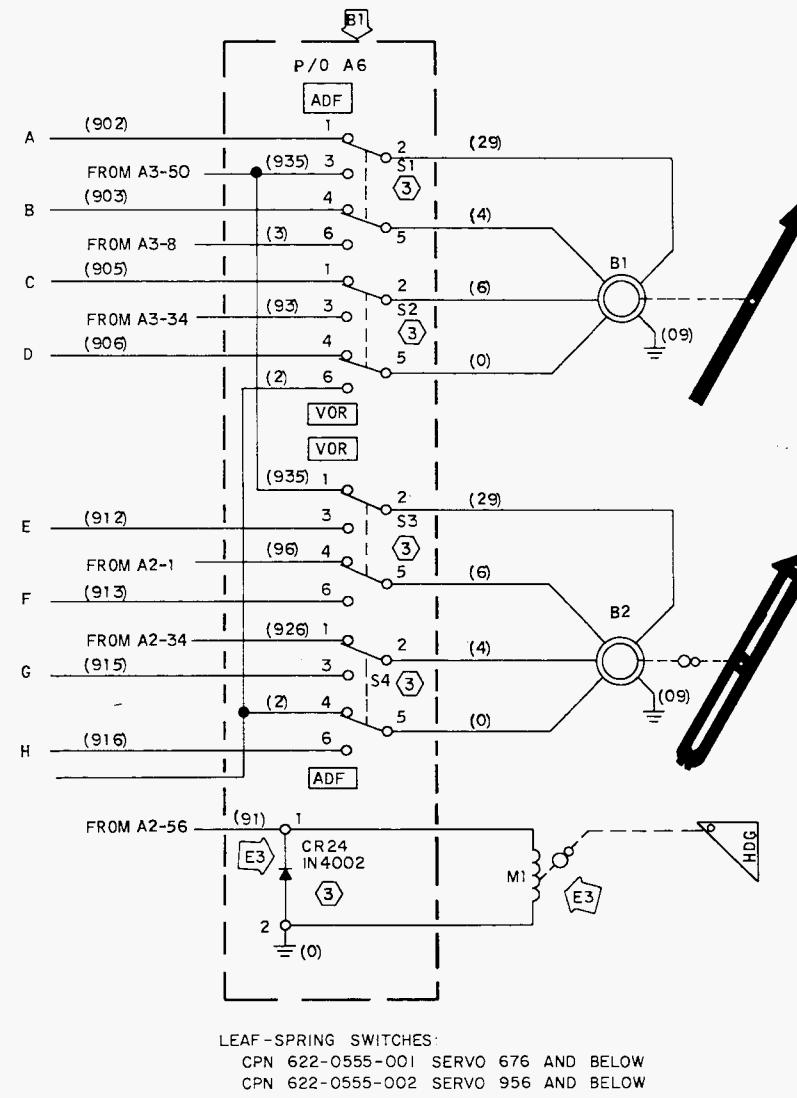 B1
P/O A6
ADF
A (902) 1 2 (29)
FROM A3-50 (935) 3 S1 3
B (903) 4 5 (4)
FROM A3-8 (3) 6
B1
C (905) 1 2 (6)
FROM A3-34 (93) 3 S2 3
(09)
D (906) 4 5 (0)
(2) 6
VOR
VOR
(935) 1 2 (29)
E (912) 3 S3 3
FROM A2-1 (96) 4 5 (6)
F (913) 6
B2
FROM A2-34 (926) 1 2 (4)
G (915) 3 S4 3
(09)
(2) 4 5 (0)
H (916) 6
ADF
FROM A2-56 (91) 1
E3 CR24
IN4002
3
M1
E3
HDG
2
(0)
LEAF-SPRING SWITCHES:
CPN 622-0555-001 SERVO 676 AND BELOW
CPN 622-0555-002 SERVO 956 AND BELOW